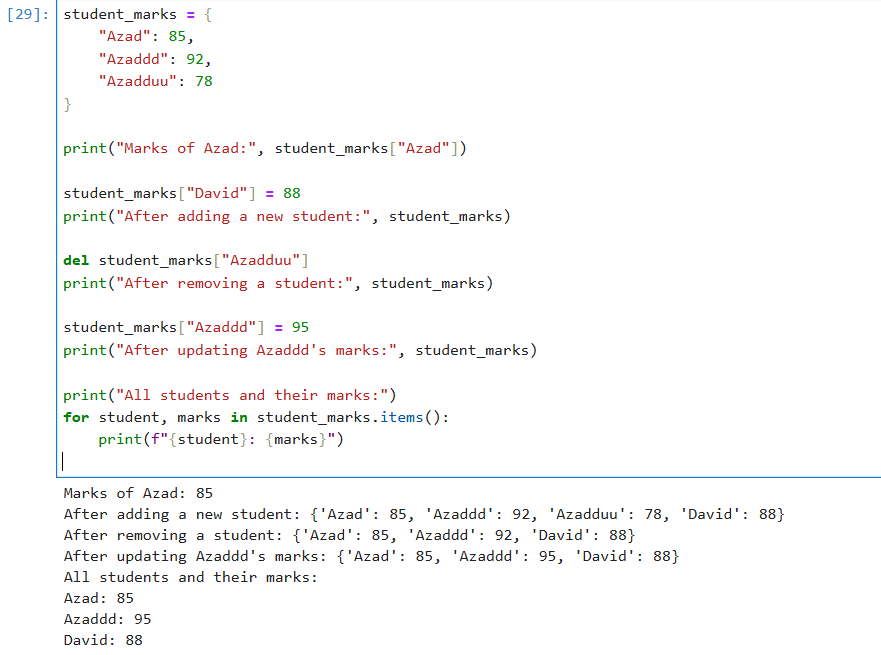 [29]:
student_marks = {
    "Azad": 85,
    "Azaddd": 92,
    "Azadduu": 78
}
print("Marks of Azad:", student_marks["Azad"])
student_marks["David"] = 88
print("After adding a new student:", student_marks)
del student_marks["Azadduu"]
print("After removing a student:", student_marks)
student_marks["Azaddd"] = 95
print("After updating Azaddd's marks:", student_marks)
print("All students and their marks:")
for student, marks in student_marks.items():
    print(f"{student}: {marks}")
Marks of Azad: 85
After adding a new student: {'Azad': 85, 'Azaddd': 92, 'Azadduu': 78, 'David': 88}
After removing a student: {'Azad': 85, 'Azaddd': 92, 'David': 88}
After updating Azaddd's marks: {'Azad': 85, 'Azaddd': 95, 'David': 88}
All students and their marks:
Azad: 85
Azaddd: 95
David: 88